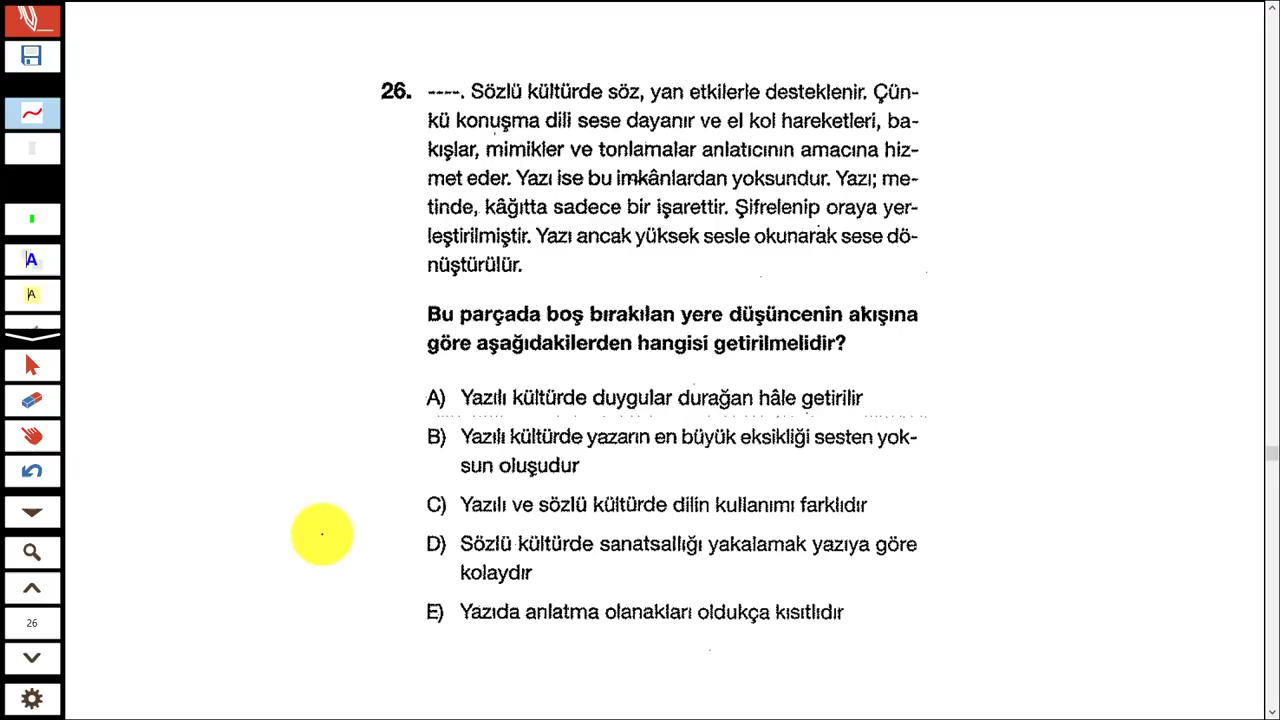 26. ----. Sözlü kültürde söz, yan etkilerle desteklenir. Çün-
kü konuşma dili sese dayanır ve el kol hareketleri, ba-
kışlar, mimikler ve tonlamalar anlatıcının amacına hiz-
met eder. Yazı ise bu imkânlardan yoksundur. Yazı; me-
tinde, kâğıtta sadece bir işarettir. Şifrelenip oraya yer-
leştirilmiştir. Yazı ancak yüksek sesle okunarak sese dö-
nüştürülür.
Bu parçada boş bırakılan yere düşüncenin akışına
göre aşağıdakilerden hangisi getirilmelidir?
A) Yazılı kültürde duygular durağan hâle getirilir
B) Yazılı kültürde yazarın en büyük eksikliği sesten yok-
sun oluşudur
C) Yazılı ve sözlü kültürde dilin kullanımı farklıdır
D) Sözlü kültürde sanatsallığı yakalamak yazıya göre
kolaydır
E) Yazıda anlatma olanakları oldukça kısıtlıdır
A
A
26